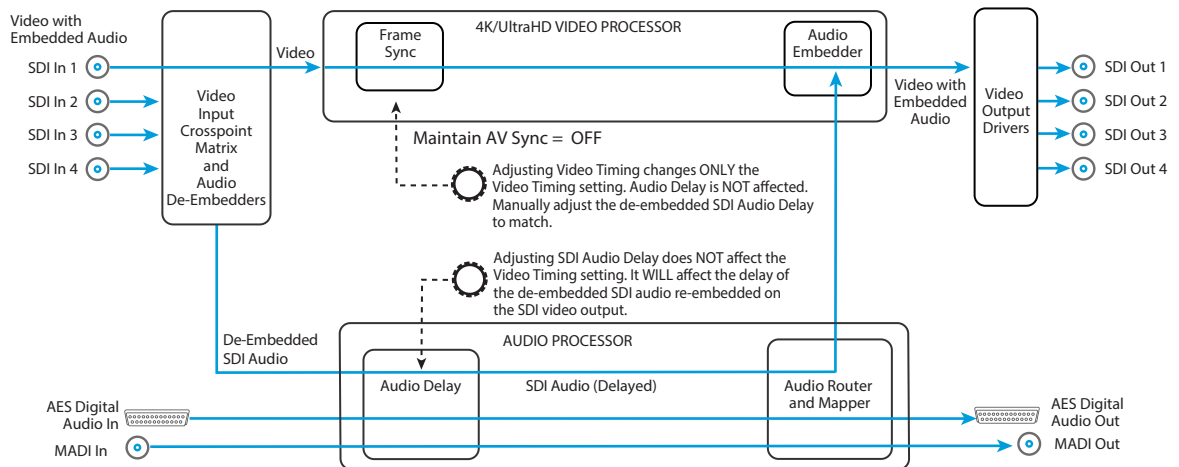 Video with
Embedded Audio
SDI In 1
SDI In 2
SDI In 3
SDI In 4
Video
Input
Crosspoint
Matrix
and
Audio
De-Embedders
Video
4K/UltraHD VIDEO PROCESSOR
Frame
Sync
Audio
Embedder
Video with
Embedded
Audio
Video
Output
Drivers
SDI Out 1
SDI Out 2
SDI Out 3
SDI Out 4
Maintain AV Sync = OFF
Adjusting Video Timing changes ONLY the
Video Timing setting. Audio Delay is NOT affected.
Manually adjust the de-embedded SDI Audio Delay
to match.
Adjusting SDI Audio Delay does NOT affect the
Video Timing setting. It WILL affect the delay of
the de-embedded SDI audio re-embedded on
the SDI video output.
De-Embedded
SDI Audio
AUDIO PROCESSOR
Audio Delay
SDI Audio (Delayed)
Audio Router
and Mapper
AES Digital
Audio In
MADI In
AES Digital
Audio Out
MADI Out